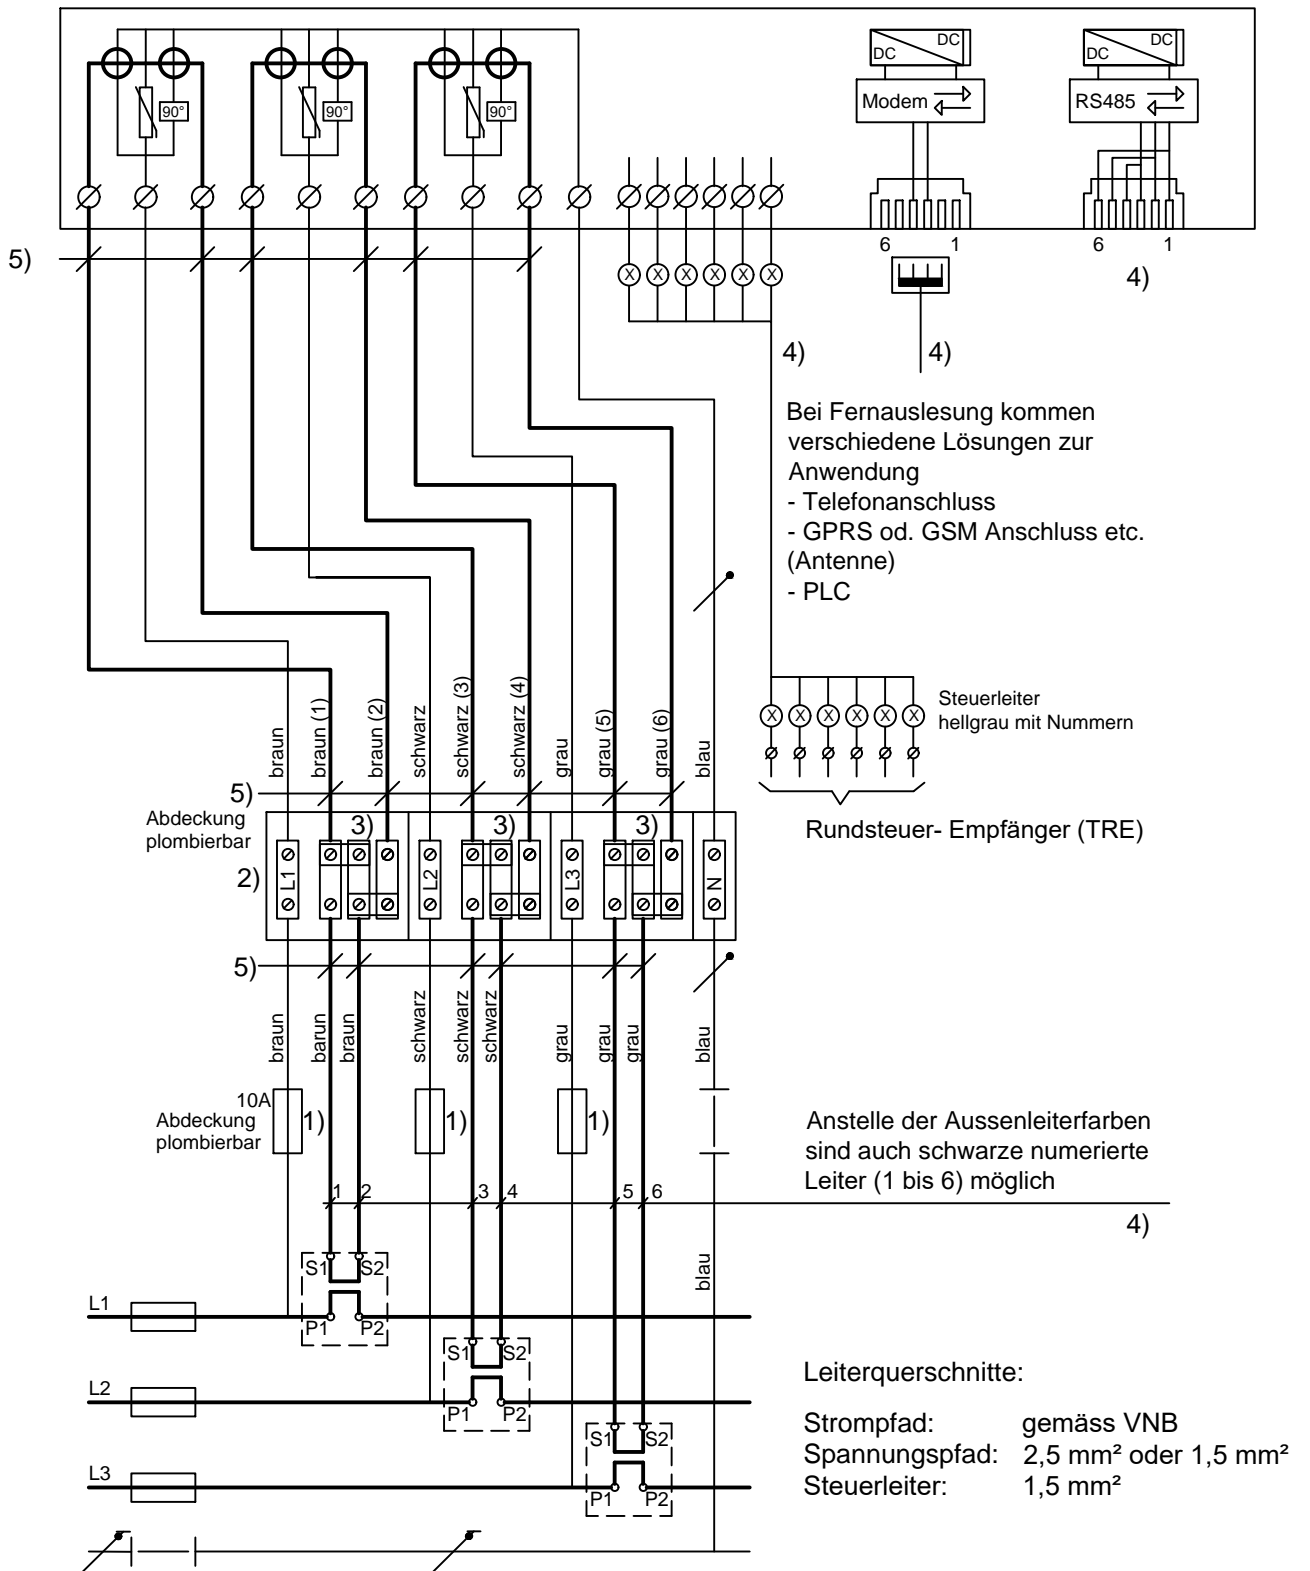 DC DC
DC DC
Modem
RS485
90°
90°
90°
6 1
6 1
5)
4)
4)
4)
Bei Fernauslesung kommen
verschiedene Lösungen zur
Anwendung
- Telefonanschluss
- GPRS od. GSM Anschluss etc.
(Antenne)
- PLC
X X X X X X
braun
braun (1)
braun (2)
schwarz
schwarz (3)
schwarz (4)
grau
grau (5)
grau (6)
blau
X X X X X X
Steuerleiter
hellgrau mit Nummern
Rundsteuer- Empfänger (TRE)
5)
Abdeckung
plombierbar
3) 3) 3)
2)
L1 L2 L3 N
5)
braun
barun
braun
schwarz
schwarz
schwarz
grau
grau
grau
blau
10A
Abdeckung
plombierbar
1) 1) 1)
Anstelle der Aussenleiterfarben
sind auch schwarze numerierte
Leiter (1 bis 6) möglich
1 2 3 4 5 6
4)
blau
S1 S2
L1
P1 P2
S1 S2
L2
P1 P2
S1 S2
L3
P1 P2
Leiterquerschnitte:
Strompfad: gemäss VNB
Spannungspfad: 2,5 mm² oder 1,5 mm²
Steuerleiter: 1,5 mm²